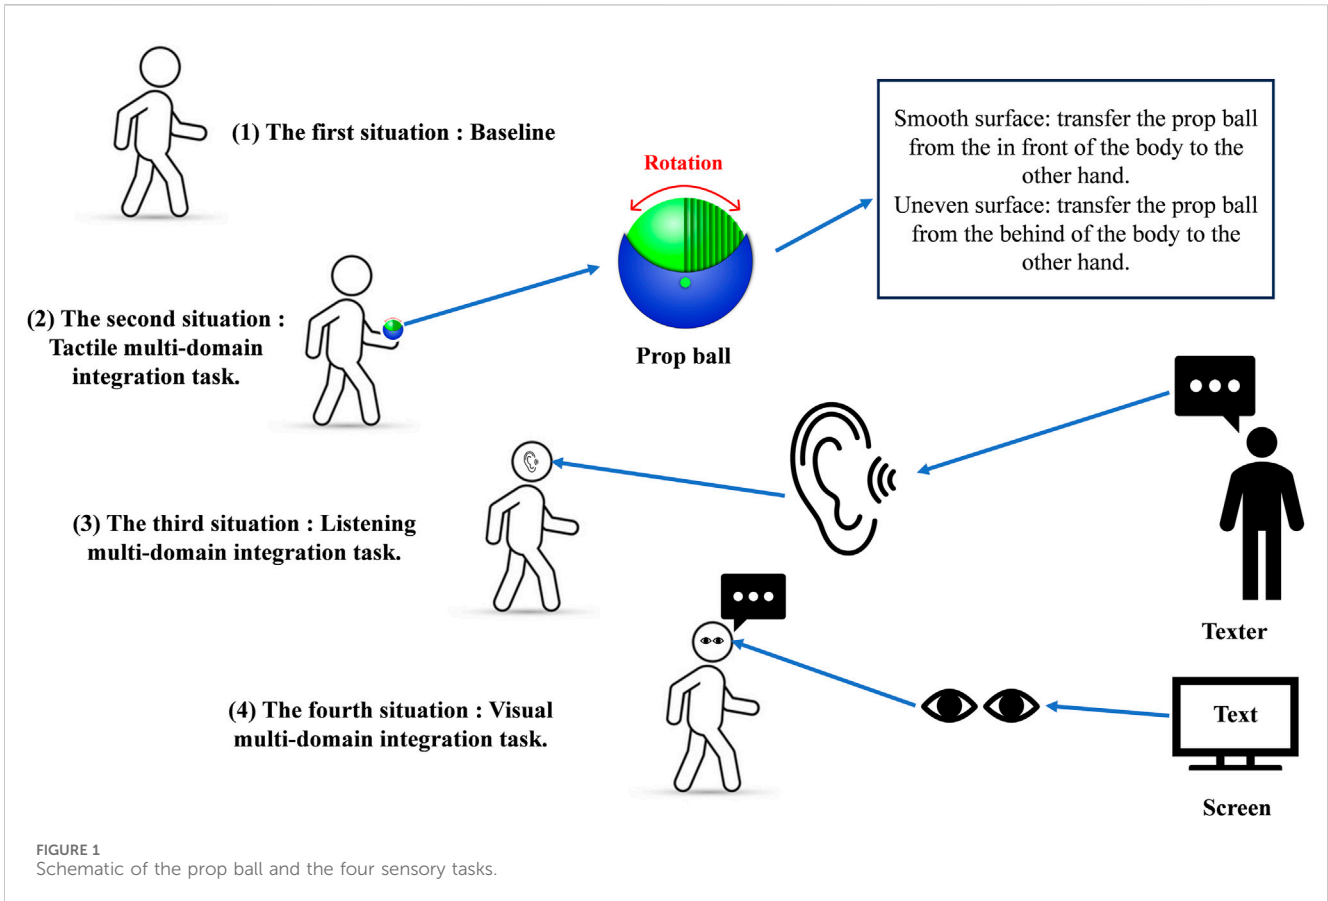 (1) The first situation : Baseline
Rotation
Smooth surface: transfer the prop ball
from the in front of the body to the
other hand.
Uneven surface: transfer the prop ball
from the behind of the body to the
other hand.
(2) The second situation :
Tactile multi-domain
integration task.
Prop ball
(3) The third situation : Listening
multi-domain integration task.
Texter
(4) The fourth situation : Visual
multi-domain integration task.
Text
Screen
FIGURE 1
Schematic of the prop ball and the four sensory tasks.